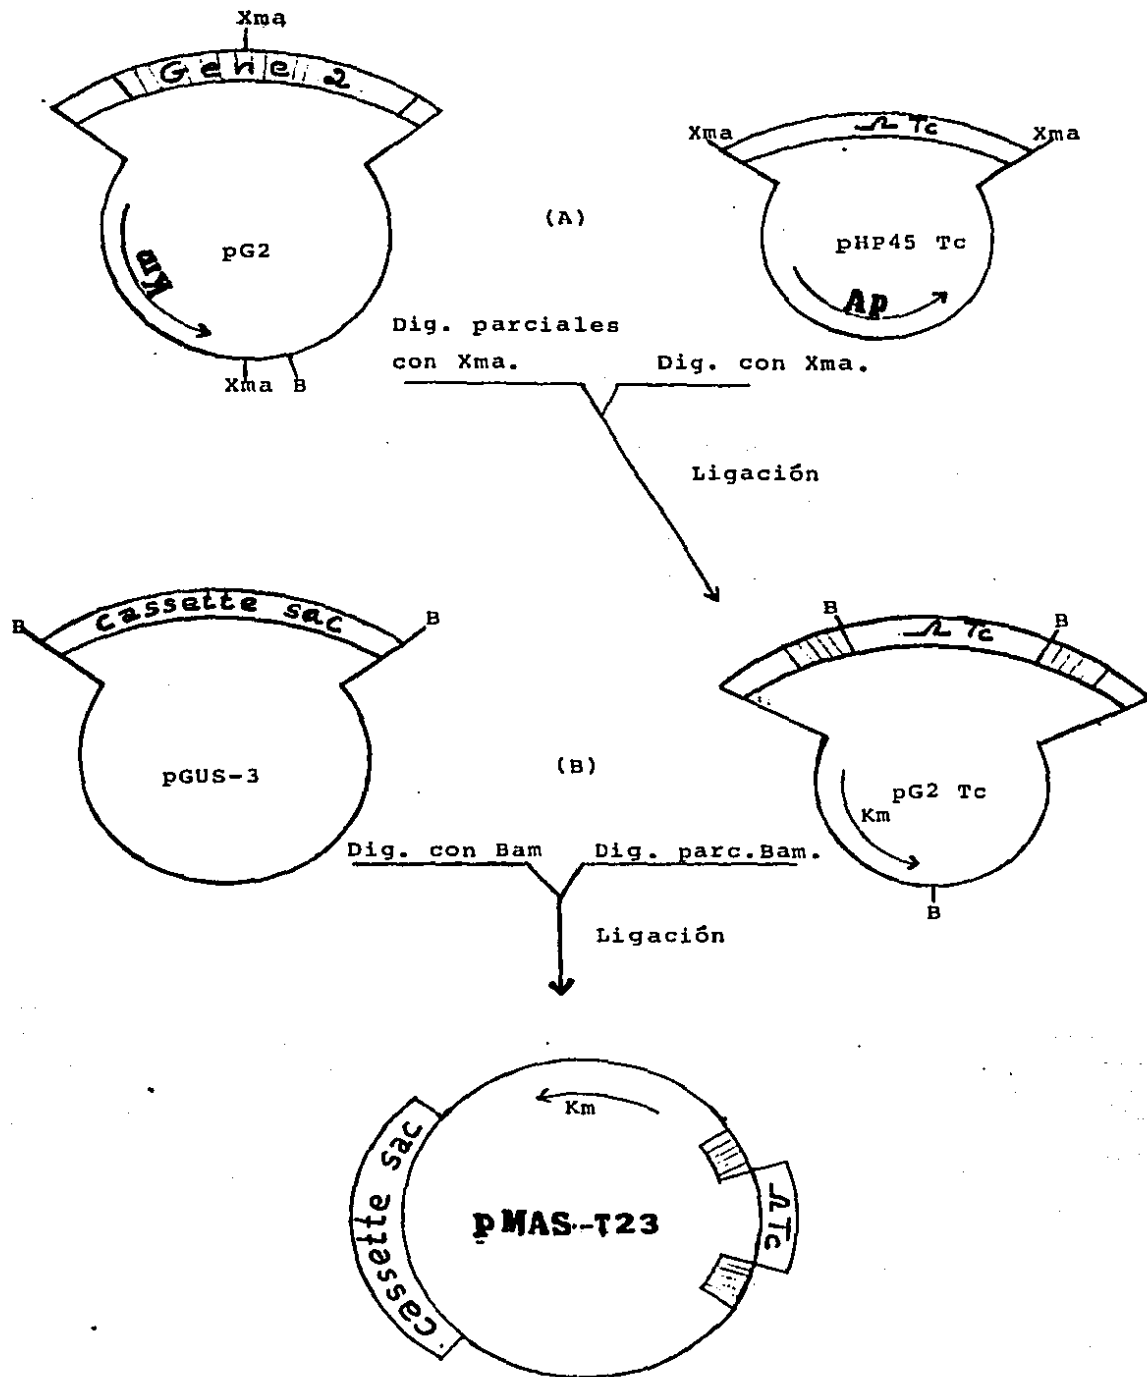 Xma
Gene 2
Xma
Ω Tc
Xma
(A)
pG2
pHP45 Tc
Km
Ap
Dig. parciales
con Xma.
Dig. con Xma.
Xma B
Ligación
B
cassette sac
B
B
Ω Tc
B
pGUS-3
(B)
pG2 Tc
Km
Dig. con Bam
Dig. parc.Bam.
B
Ligación
Km
cassette sac
pMAS-T23
Ω Tc